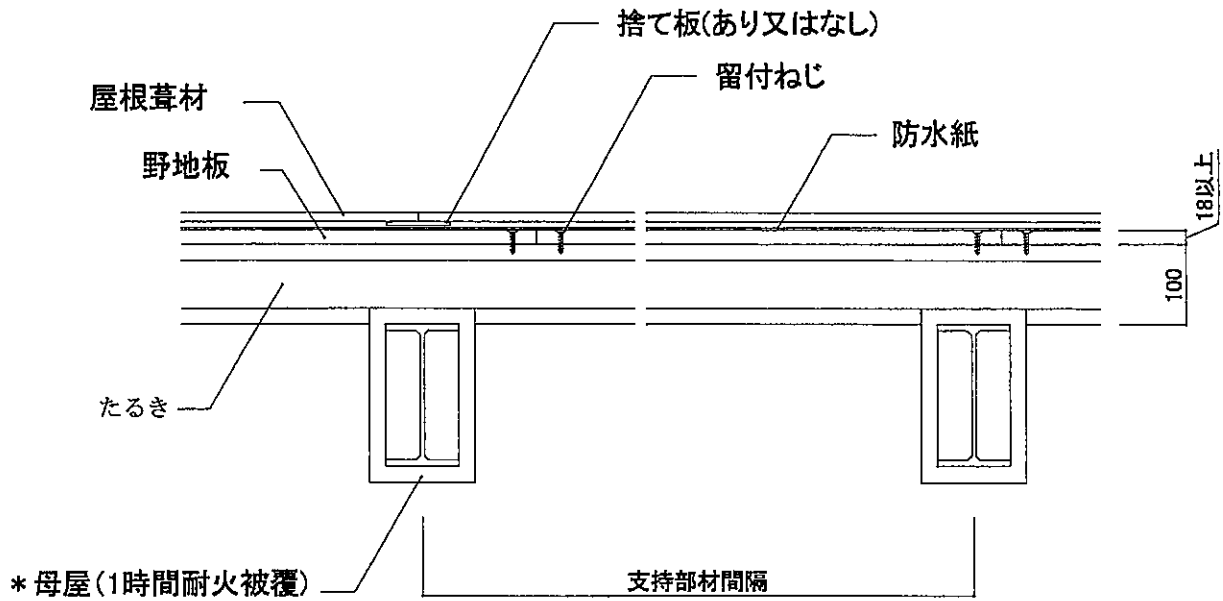 捨て板(あり又はなし)
留付ねじ
屋根葺材
防水紙
野地板
18以上
100
たるき
*母屋(1時間耐火被覆)
支持部材間隔